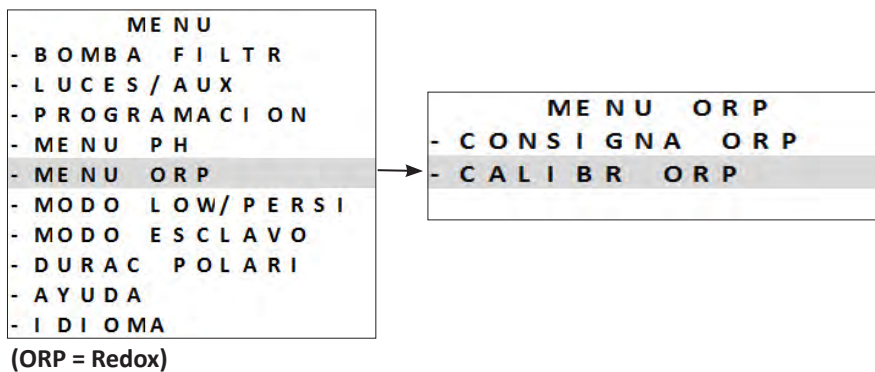 MENU
- BOMBA FILTR
- LUCES/AUX
- PROGRAMACION
- MENU PH
- MENU ORP
- MODO LOW/PERSI
- MODO ESCLAVO
- DURAC POLARI
- AYUDA
- IDIOMA
(ORP = Redox)
MENU ORP
- CONSIGNA ORP
- CALIBR ORP